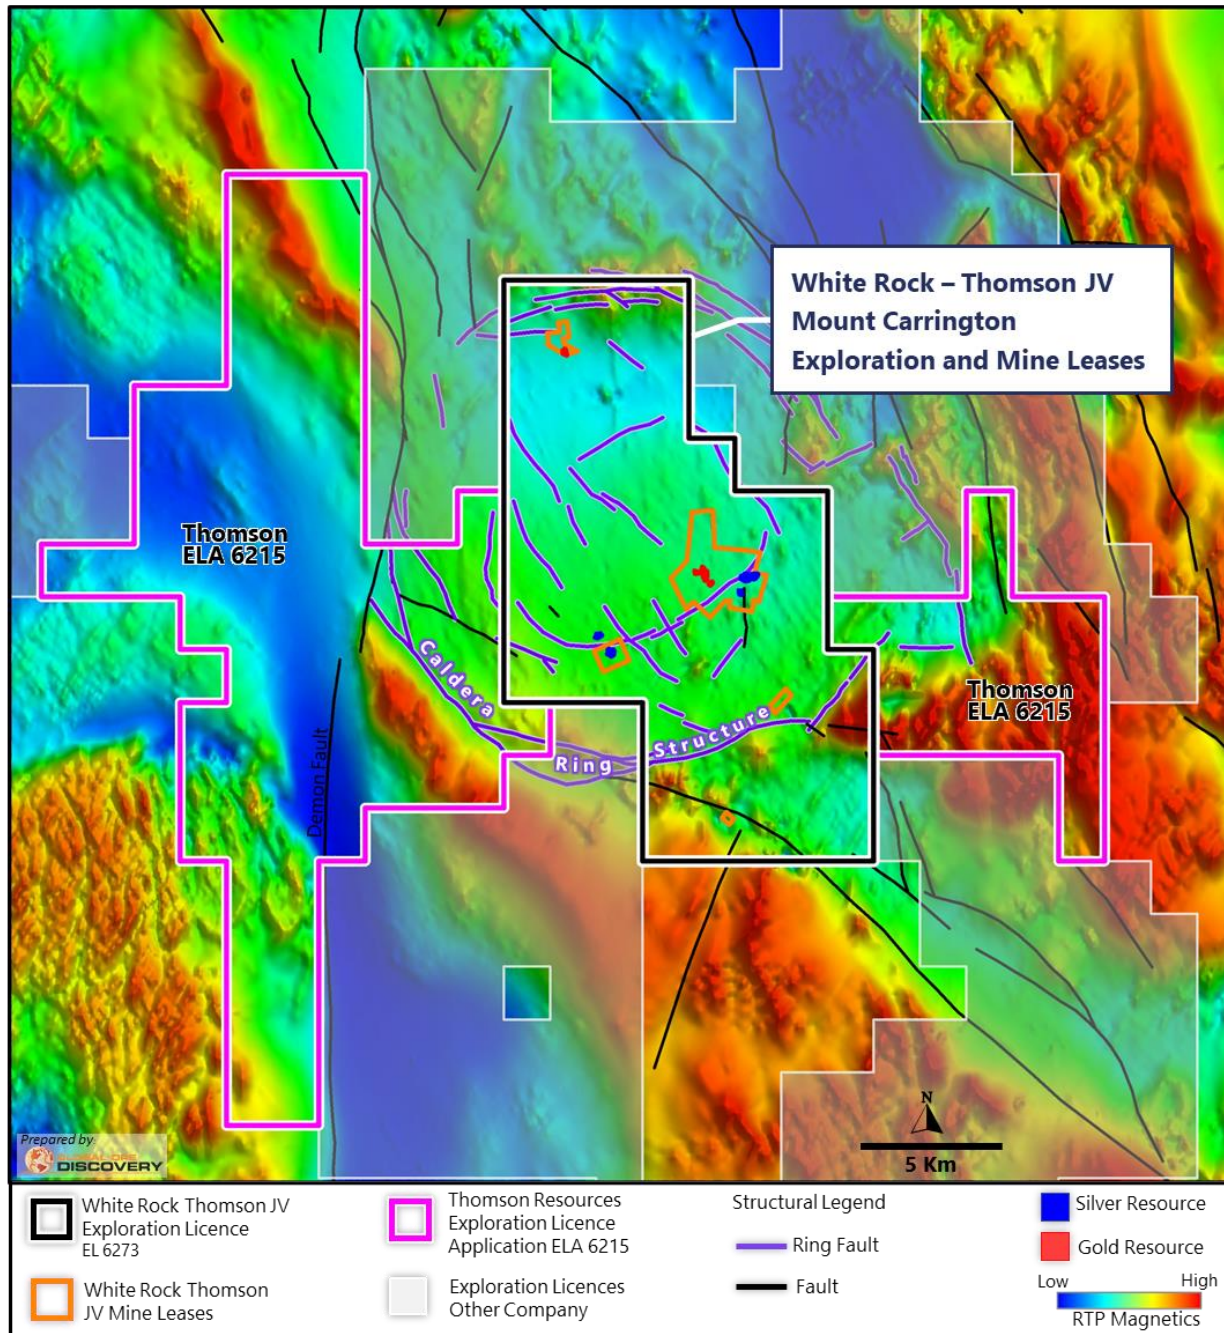 White Rock – Thomson JV
Mount Carrington
Exploration and Mine Leases
Thomson
ELA 6215
Thomson
ELA 6215
Caldera
Ring
Structure
Demon Fault
N
5 Km
Prepared by:
GLOBAL ORE
DISCOVERY
White Rock Thomson JV
Exploration Licence
EL 6273
White Rock Thomson
JV Mine Leases
Thomson Resources
Exploration Licence
Application ELA 6215
Exploration Licences
Other Company
Structural Legend
Ring Fault
Fault
Silver Resource
Gold Resource
Low High
RTP Magnetics